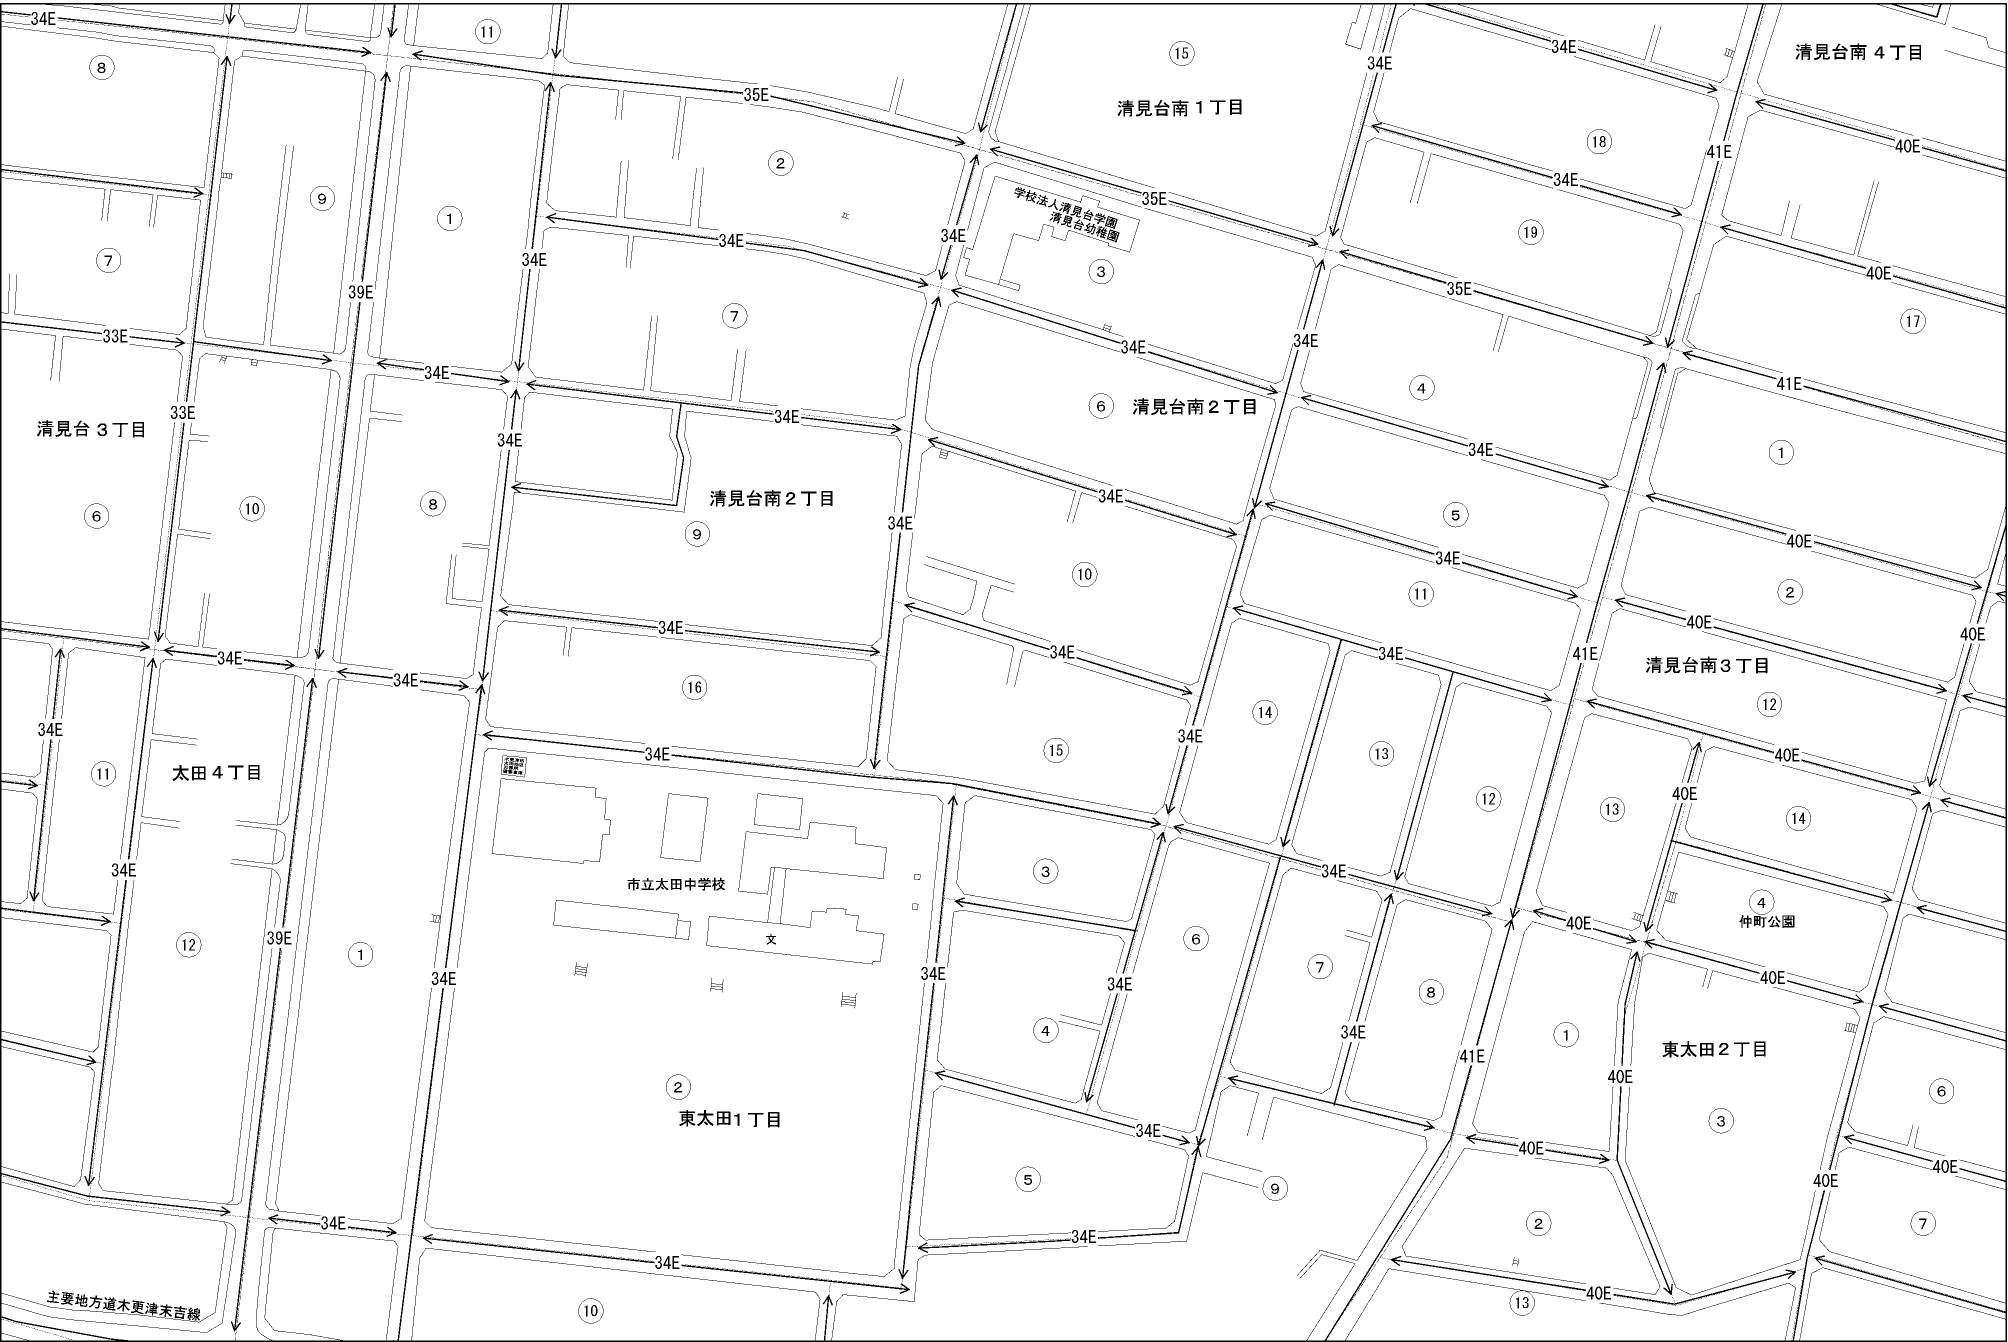 34E
⑪
⑮
34E
清見台南４丁目
⑧
34E
35E
清見台南１丁目
②
⑱
41E
40E
34E
⑨
①
35E
学校法人清見台学園
清見台幼稚園
34E
34E
⑲
⑦
34E
③
40E
39E
35E
⑦
⑰
33E
34E
34E
34E
41E
33E
34E
④
清見台３丁目
34E
⑥
清見台南２丁目
34E
①
⑥
⑩
⑧
清見台南２丁目
34E
⑤
⑨
34E
40E
⑩
34E
②
⑪
34E
34E
40E
40E
34E
34E
34E
41E
清見台南３丁目
⑯
⑫
34E
⑭
34E
34E
⑮
⑬
40E
⑪
太田４丁目
⑫
⑬
40E
⑭
34E
③
34E
市立太田中学校
④
仲町公園
⑫
39E
文
⑥
40E
①
34E
34E
34E
⑦
⑧
40E
④
34E
①
41E
東太田２丁目
②
40E
⑥
東太田１丁目
34E
③
40E
40E
⑤
⑨
40E
34E
34E
②
⑦
34E
40E
主要地方道木更津末吉線
⑩
⑬